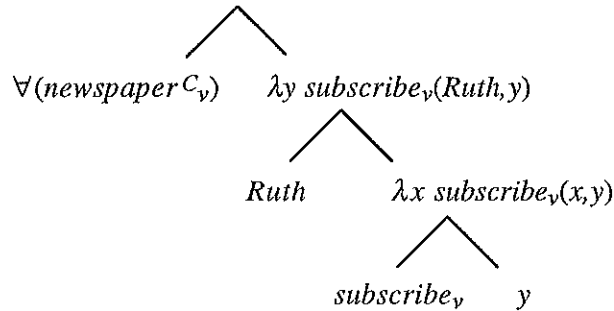 ∀(newspaper C_v) λy subscribe_v(Ruth,y)
Ruth λx subscribe_v(x,y)
subscribe_v y